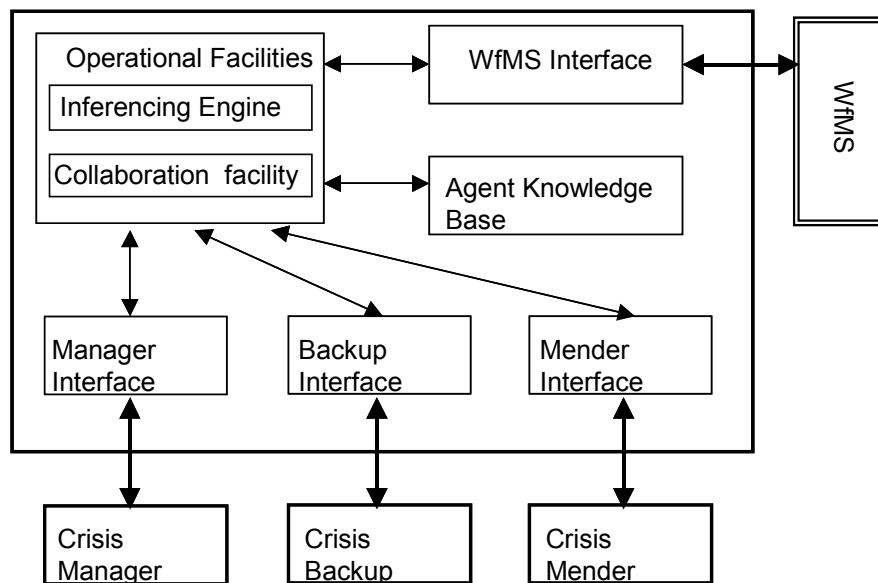 Operational Facilities
WfMS Interface
WfMS
Inferencing Engine
Collaboration facility
Agent Knowledge
Base
Manager
Interface
Backup
Interface
Mender
Interface
Crisis
Manager
Crisis
Backup
Crisis
Mender